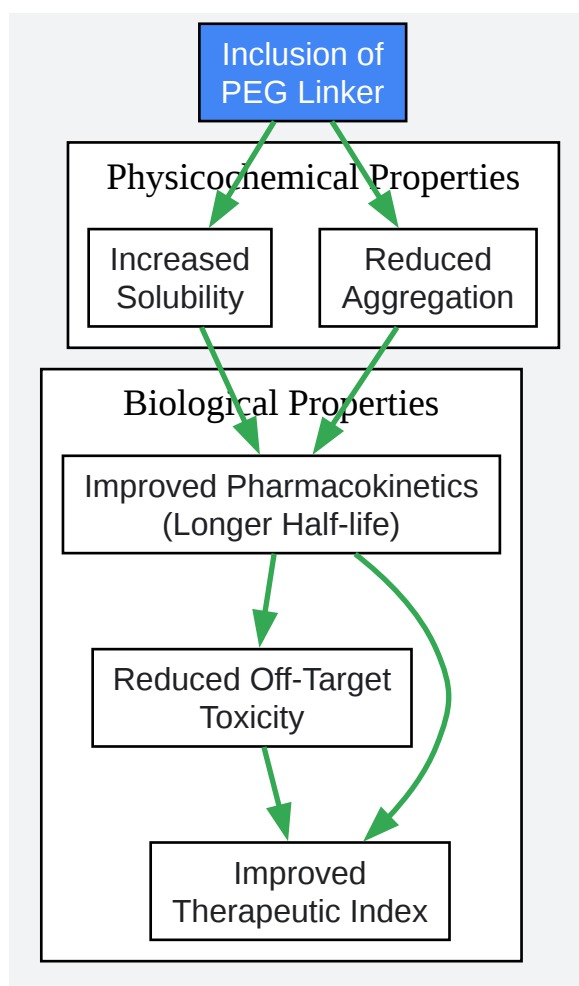 Inclusion of
PEG Linker
Physicochemical Properties
Increased
Solubility
Reduced
Aggregation
Biological Properties
Improved Pharmacokinetics
(Longer Half-life)
Reduced Off-Target
Toxicity
Improved
Therapeutic Index